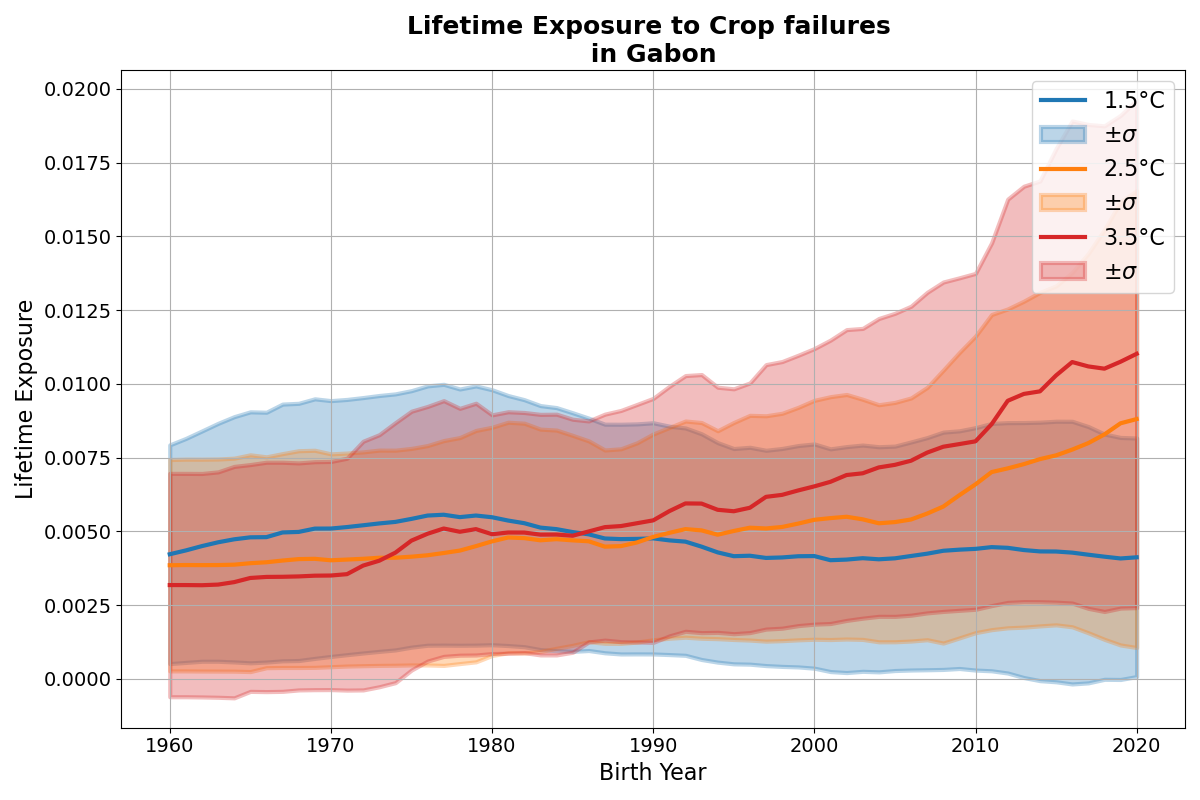 Lifetime Exposure to Crop failures
in Gabon
0.0200
0.0175
0.0150
0.0125
0.0100
0.0075
0.0050
0.0025
0.0000
Lifetime Exposure
1.5°C
±σ
2.5°C
±σ
3.5°C
±σ
1960 1970 1980 1990 2000 2010 2020
Birth Year